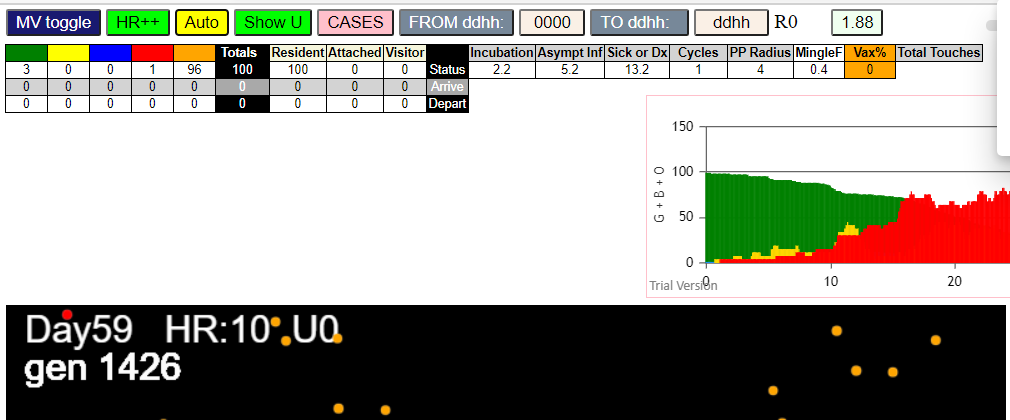 MV toggle HR++ Auto Show U CASES FROM ddhh: 0000 TO ddhh: ddhh R0 1.88
Totals Resident Attached Visitor Incubation Asympt Inf Sick or Dx Cycles PP Radius MingleF Vax% Total Touches
3 0 0 1 96 100 100 0 0 Status 2.2 5.2 13.2 1 4 0.4 0
0 0 0 0 0 0 0 0 0 Arrive
0 0 0 0 0 0 0 0 0 Depart
150
100
50
0
G + B + O
0 10 20
Trial Version
Day59 HR:10 U0
gen 1426